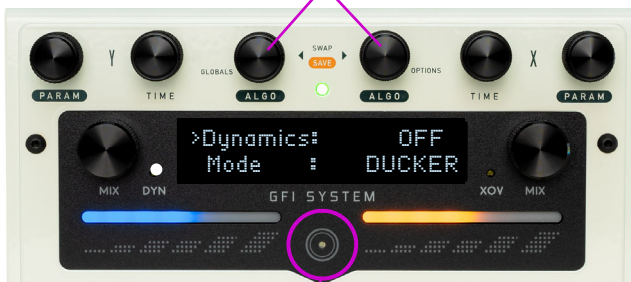 SWAP
SAVE
GLOBALS
OPTIONS
Y
X
PARAM
TIME
ALGO
ALGO
TIME
PARAM
>Dynamics: OFF
Mode : DUCKER
MIX
DYN
XOV
MIX
GFI SYSTEM